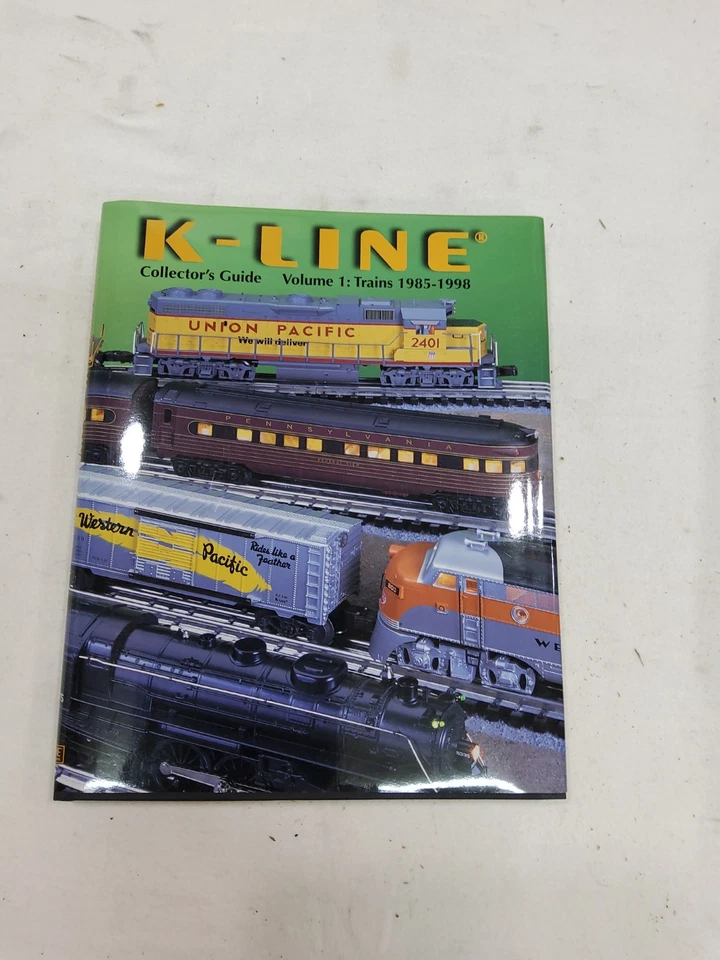 K-LINE®
Collector's Guide Volume 1: Trains 1985-1998
UNION PACIFIC
We will deliver
2401
PENNSYLVANIA
Western
Pacific
Rides like a
Feather